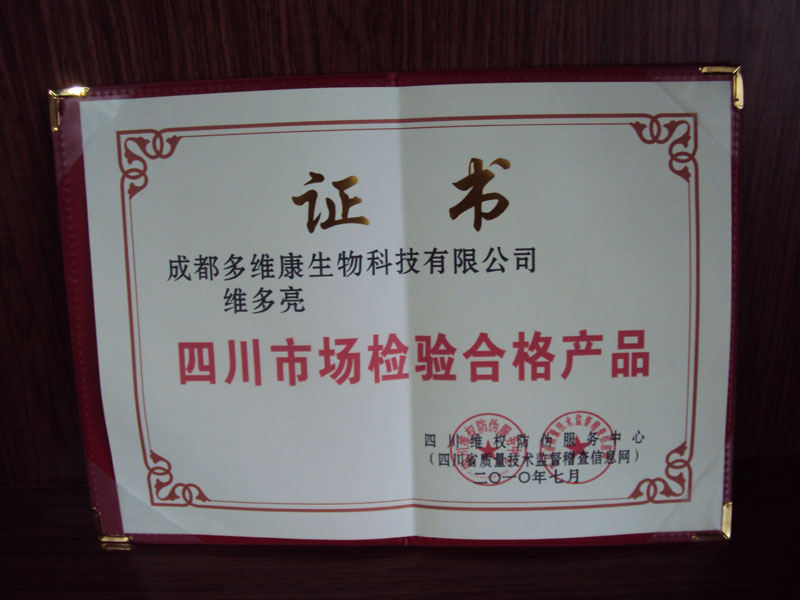 证 书
成都多维康生物科技有限公司
维多亮
四川市场检验合格产品
四川维权防伪服务中心
(四川省质量技术监督稽查信息网)
二〇一〇年七月